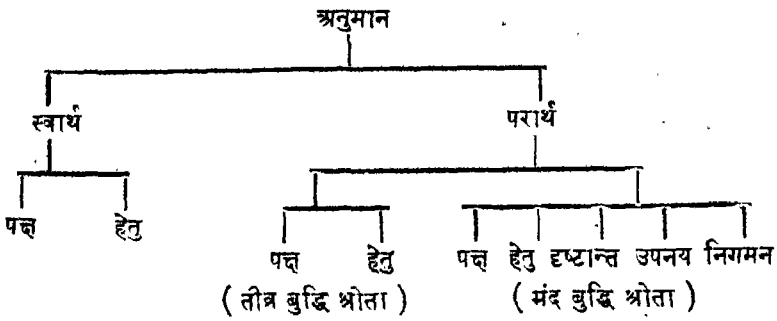 अनुमान
स्वार्थ परार्थ
पक्ष हेतु
पक्ष हेतु पक्ष हेतु दृष्टान्त उपनय निगमन
( तीव्र बुद्धि श्रोता ) ( मंद बुद्धि श्रोता )